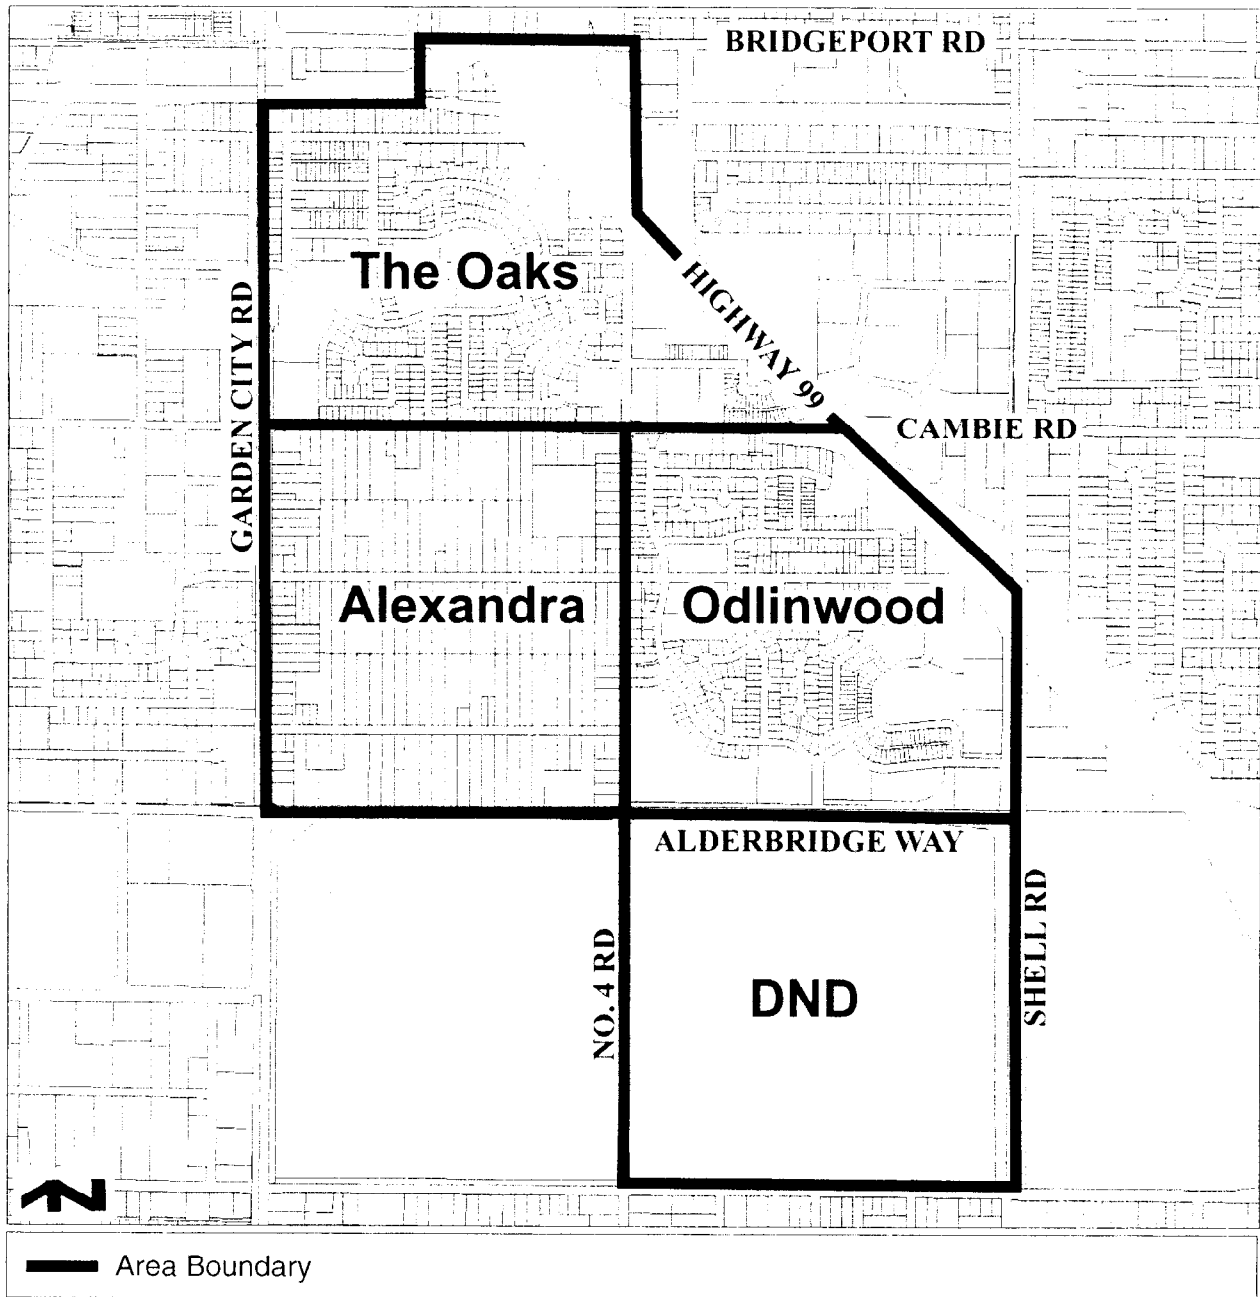 BRIDGEPORT RD
The Oaks
HIGHWAY 99
GARDEN CITY RD
CAMBIE RD
Alexandra
Odlinwood
ALDERBRIDGE WAY
NO. 4 RD
DND
SHELL RD
N
Area Boundary